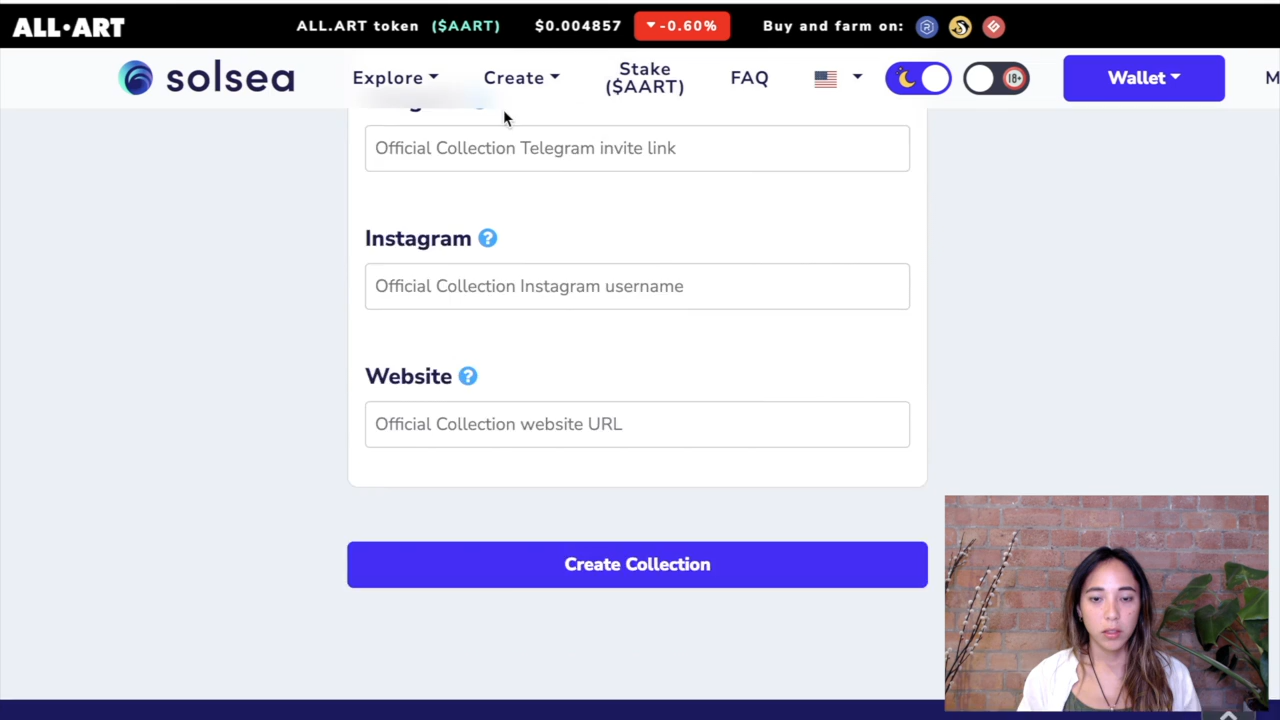 ALL·ART
ALL.ART token ($AART) $0.004857 -0.60% Buy and farm on:
solsea
Explore
Create
Stake
($AART)
FAQ
18+
Wallet
M
Official Collection Telegram invite link
Instagram ?
Official Collection Instagram username
Website ?
Official Collection website URL
Create Collection